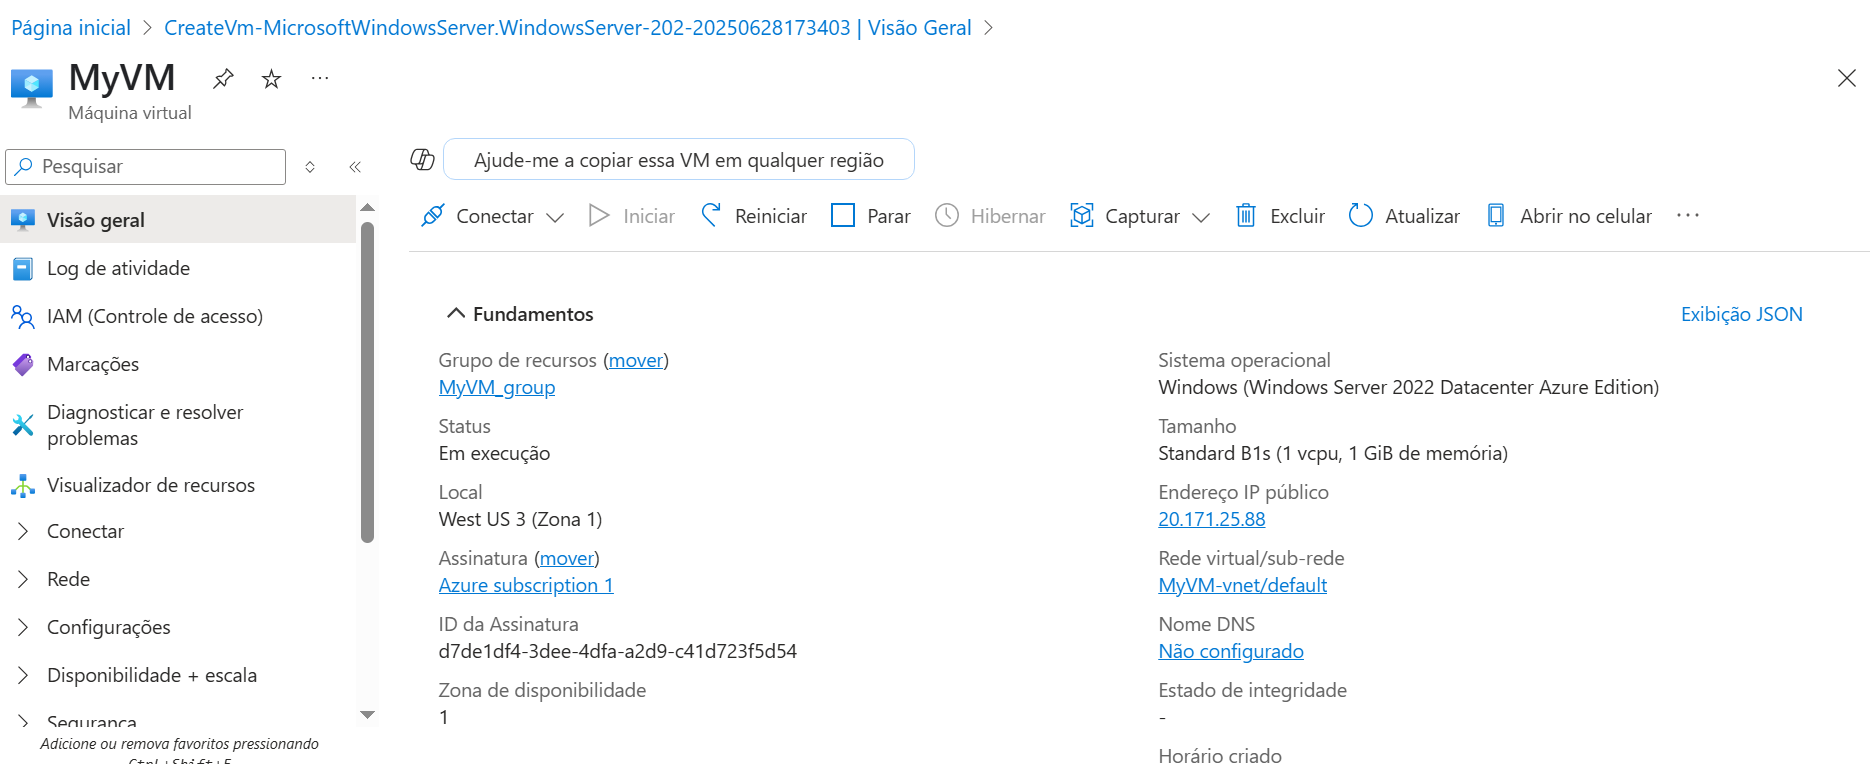 Página inicial > CreateVm-MicrosoftWindowsServer.WindowsServer-202-20250628173403 | Visão Geral >
MyVM
Máquina virtual
Pesquisar
Visão geral
Log de atividade
IAM (Controle de acesso)
Marcações
Diagnosticar e resolver
problemas
Visualizador de recursos
Conectar
Rede
Configurações
Disponibilidade + escala
Segurança
Adicione ou remova favoritos pressionando
Ctrl+Shift+F
Ajude-me a copiar essa VM em qualquer região
Conectar Iniciar Reiniciar Parar Hibernar Capturar Excluir Atualizar Abrir no celular
Fundamentos
Exibição JSON
Grupo de recursos (mover)
MyVM_group
Status
Em execução
Local
West US 3 (Zona 1)
Assinatura (mover)
Azure subscription 1
ID da Assinatura
d7de1df4-3dee-4dfa-a2d9-c41d723f5d54
Zona de disponibilidade
1
Sistema operacional
Windows (Windows Server 2022 Datacenter Azure Edition)
Tamanho
Standard B1s (1 vcpu, 1 GiB de memória)
Endereço IP público
20.171.25.88
Rede virtual/sub-rede
MyVM-vnet/default
Nome DNS
Não configurado
Estado de integridade
-
Horário criado